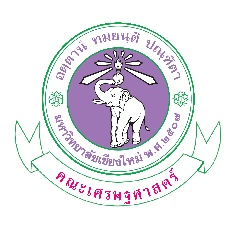 อตฺตานํ ทมยนฺติ ปณฺฑิตา
มหาวิทยาลัยเชียงใหม่ พ.ศ.๒๕๐๗
คณะเศรษฐศาสตร์